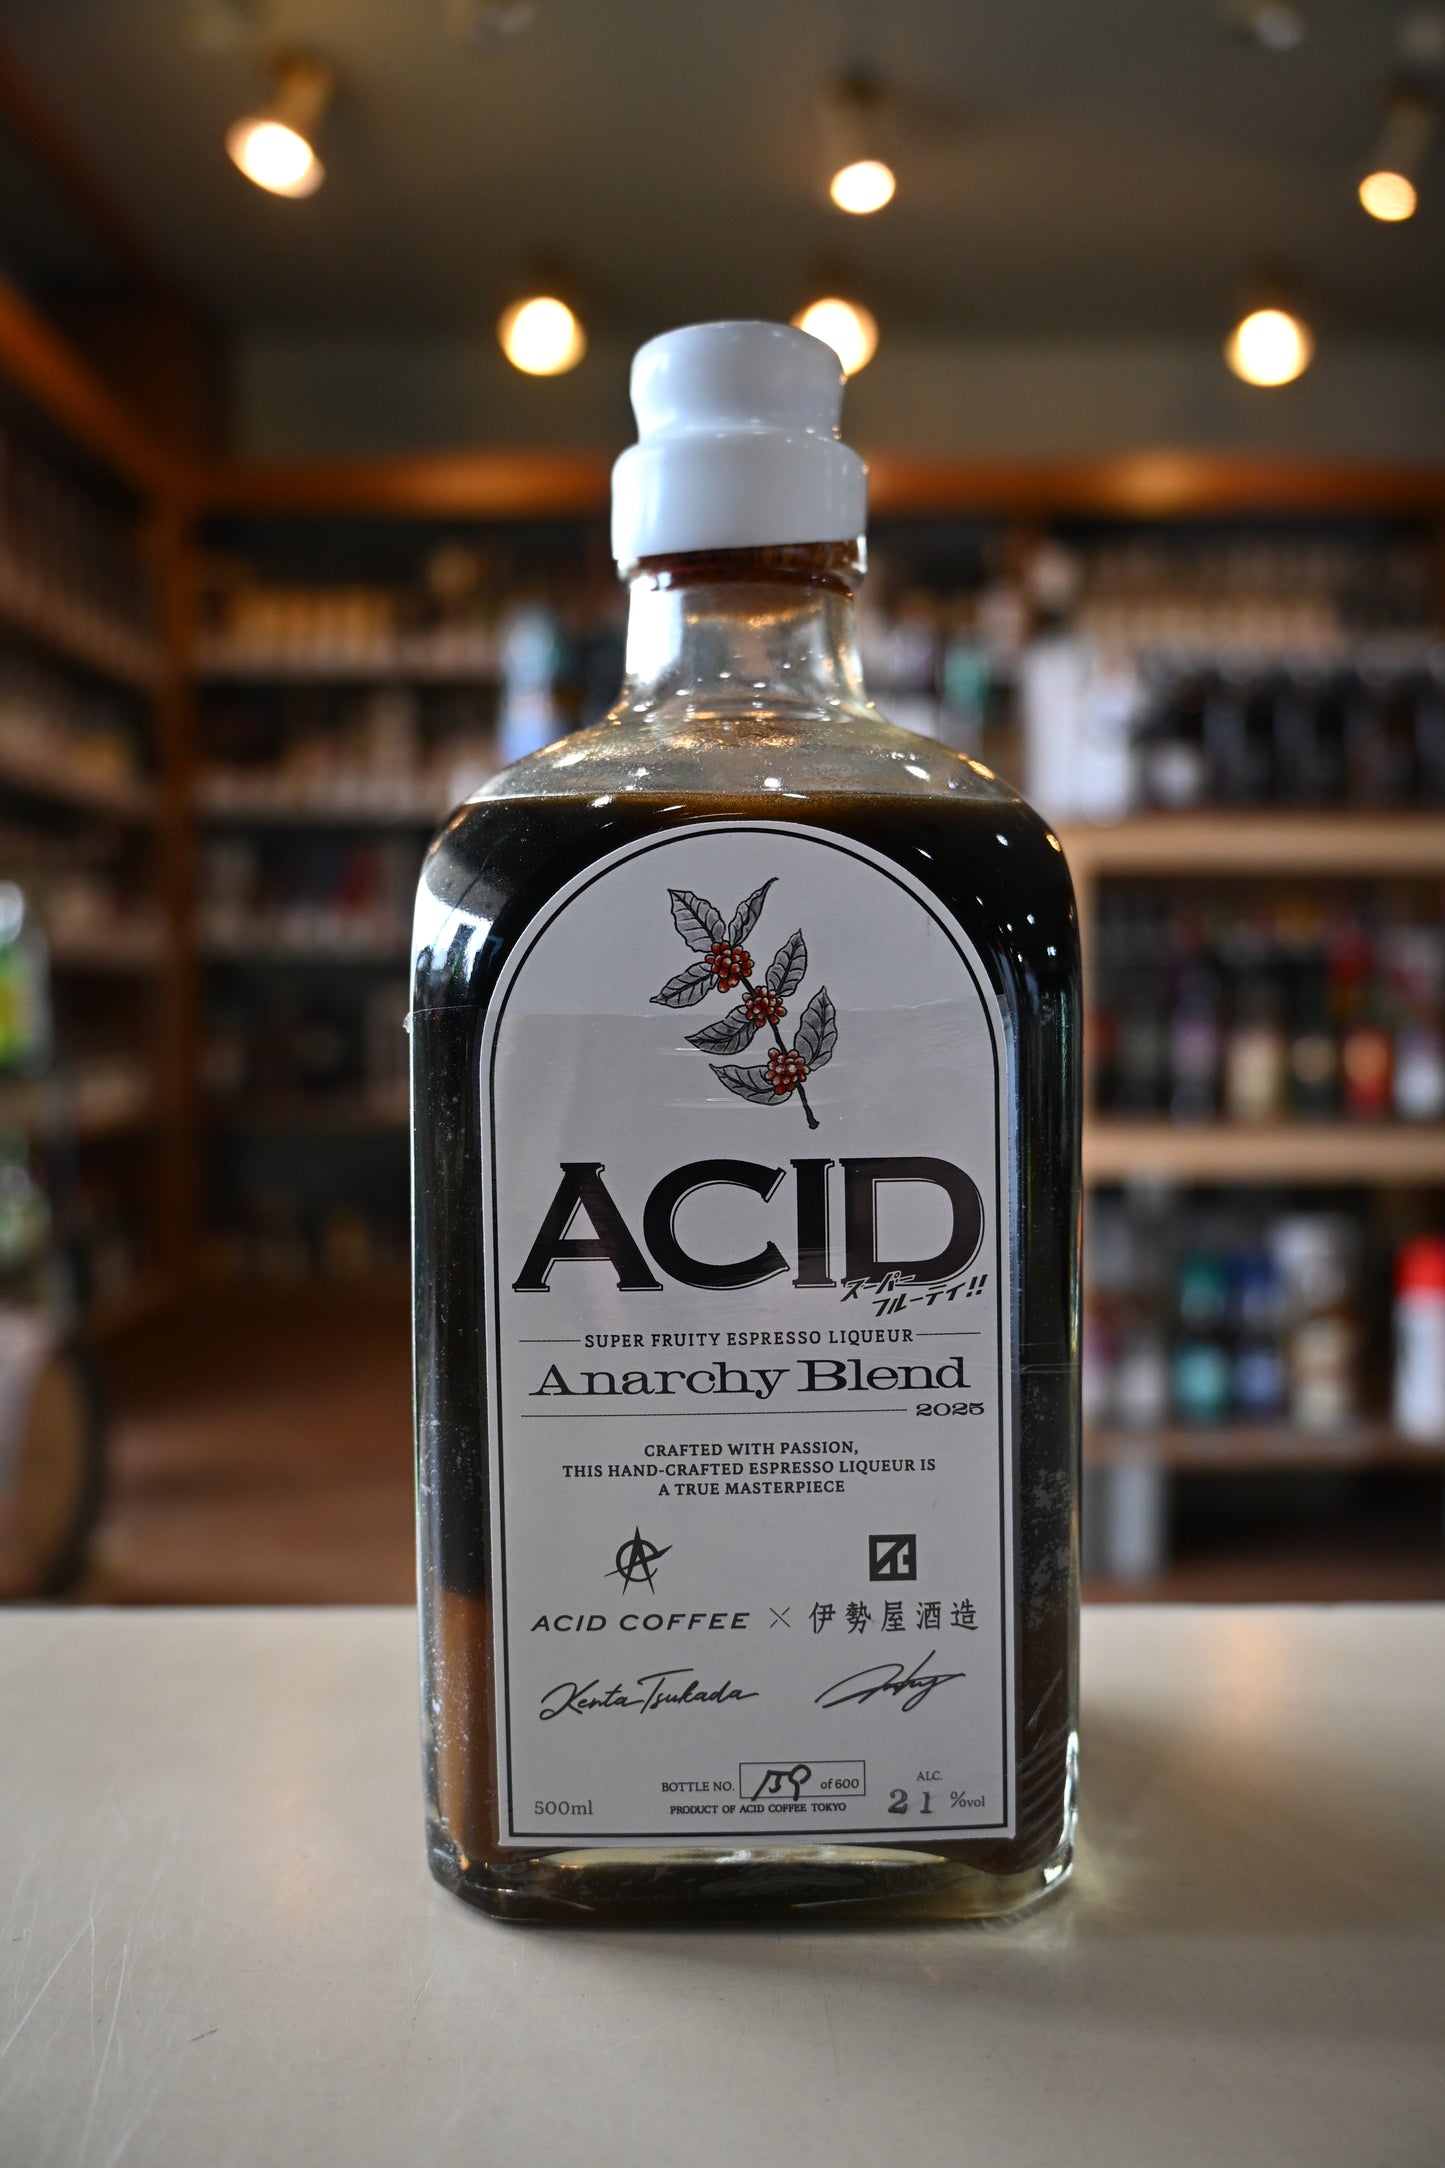 ACID
スーパー
フルーティ!!
SUPER FRUITY ESPRESSO LIQUEUR
Anarchy Blend
2025
CRAFTED WITH PASSION,
THIS HAND-CRAFTED ESPRESSO LIQUEUR IS
A TRUE MASTERPIECE
ACID COFFEE × 伊勢屋酒造
Kenta Tsukada
500ml
BOTTLE NO. 159 of 600
PRODUCT OF ACID COFFEE TOKYO
ALC.
21 %vol